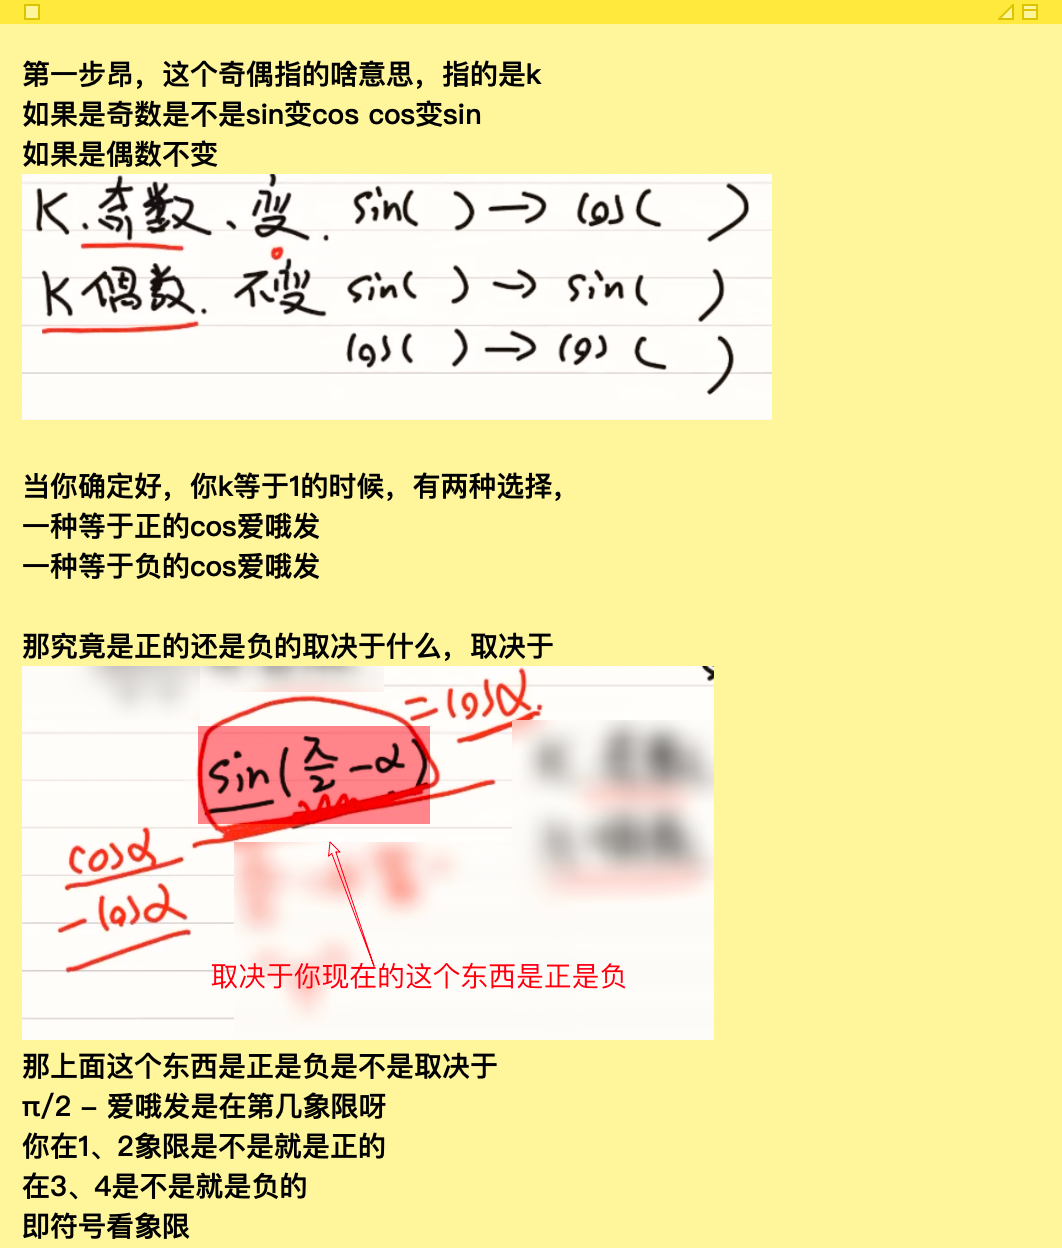 第一步昂，这个奇偶指的啥意思，指的是k
如果是奇数是不是sin变cos cos变sin
如果是偶数不变
K.奇数、变. sin( )→cos( )
K偶数. 不变 sin( )→sin( )
cos( )→cos( )
当你确定好，你k等于1的时候，有两种选择，
一种等于正的cos爱哦发
一种等于负的cos爱哦发
那究竟是正的还是负的取决于什么，取决于
=cosα.
sin(π/2-α)
cosα
-cosα
取决于你现在的这个东西是正是负
那上面这个东西是正是负是不是取决于
π/2 – 爱哦发是在第几象限呀
你在1、2象限是不是就是正的
在3、4是不是就是负的
即符号看象限